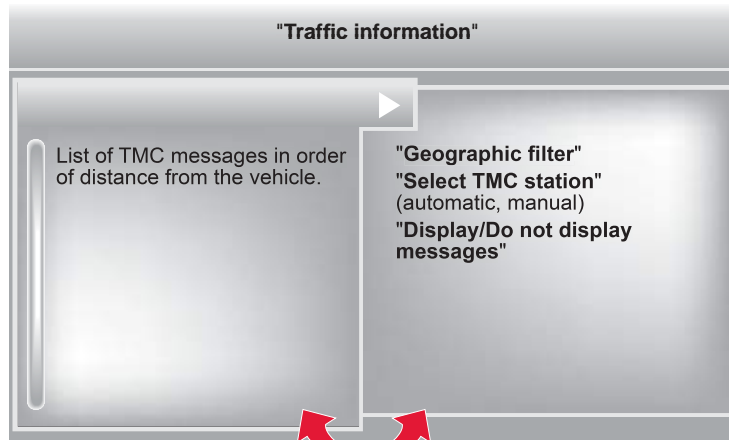 "Traffic information"
List of TMC messages in order
of distance from the vehicle.
"Geographic filter"
"Select TMC station"
(automatic, manual)
"Display/Do not display
messages"